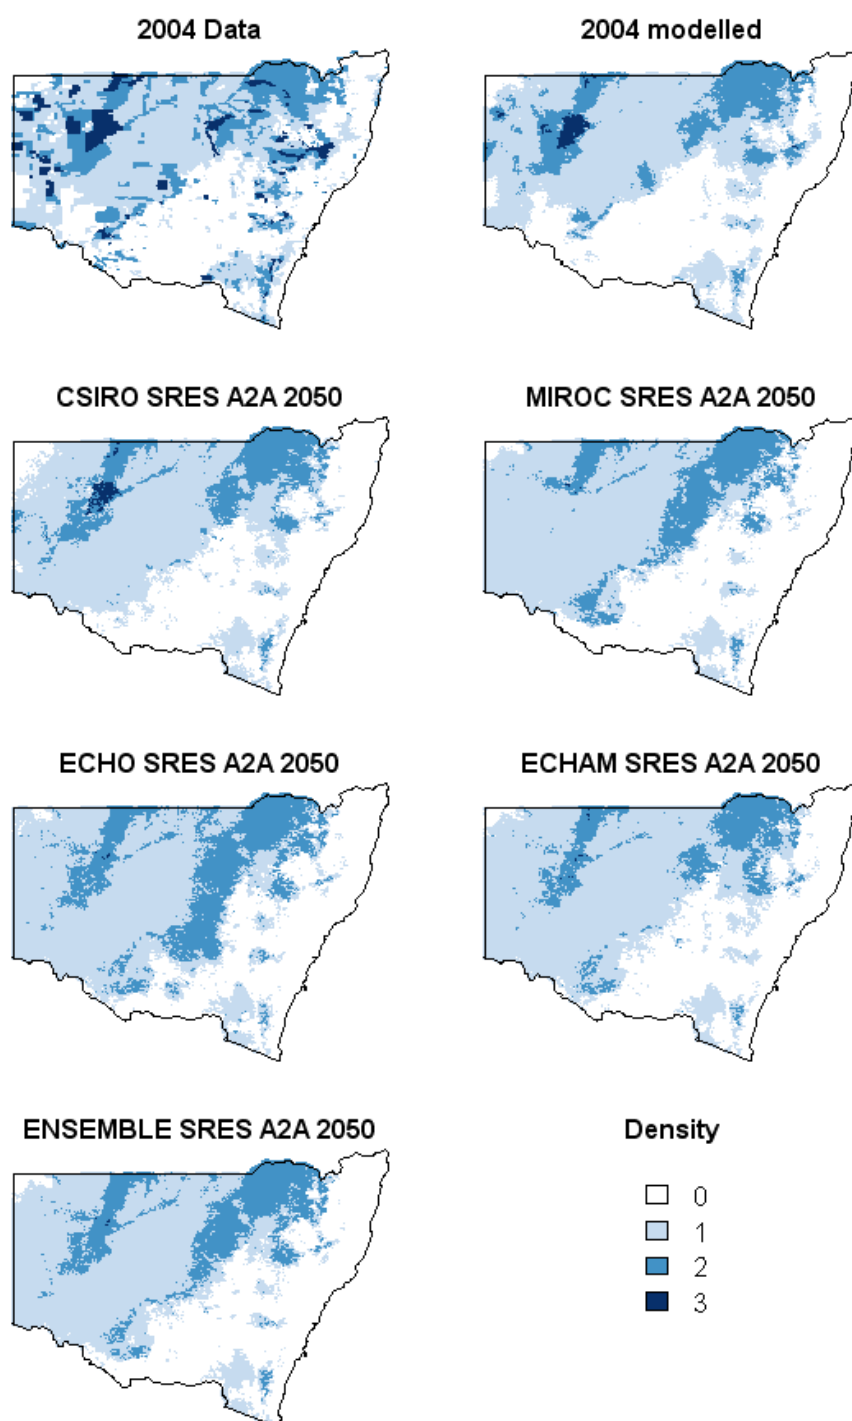 2004 Data
2004 modelled
CSIRO SRES A2A 2050
MIROC SRES A2A 2050
ECHO SRES A2A 2050
ECHAM SRES A2A 2050
ENSEMBLE SRES A2A 2050
Density
0
1
2
3